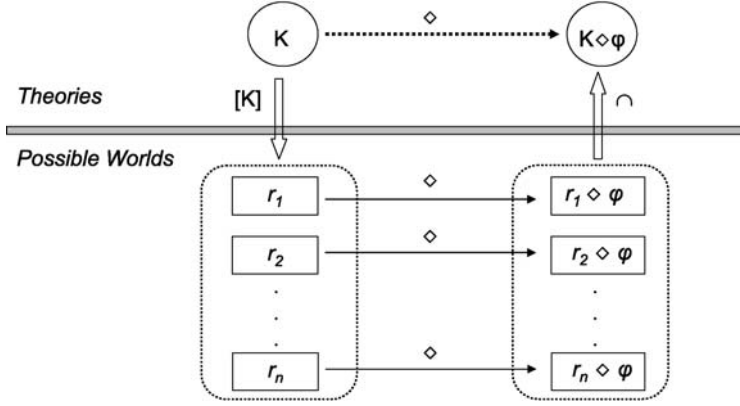 K ◇ K◇φ
Theories [K] ∩
Possible Worlds
r1 ◇ r1 ◇ φ
r2 ◇ r2 ◇ φ
. .
. .
. .
rn ◇ rn ◇ φ